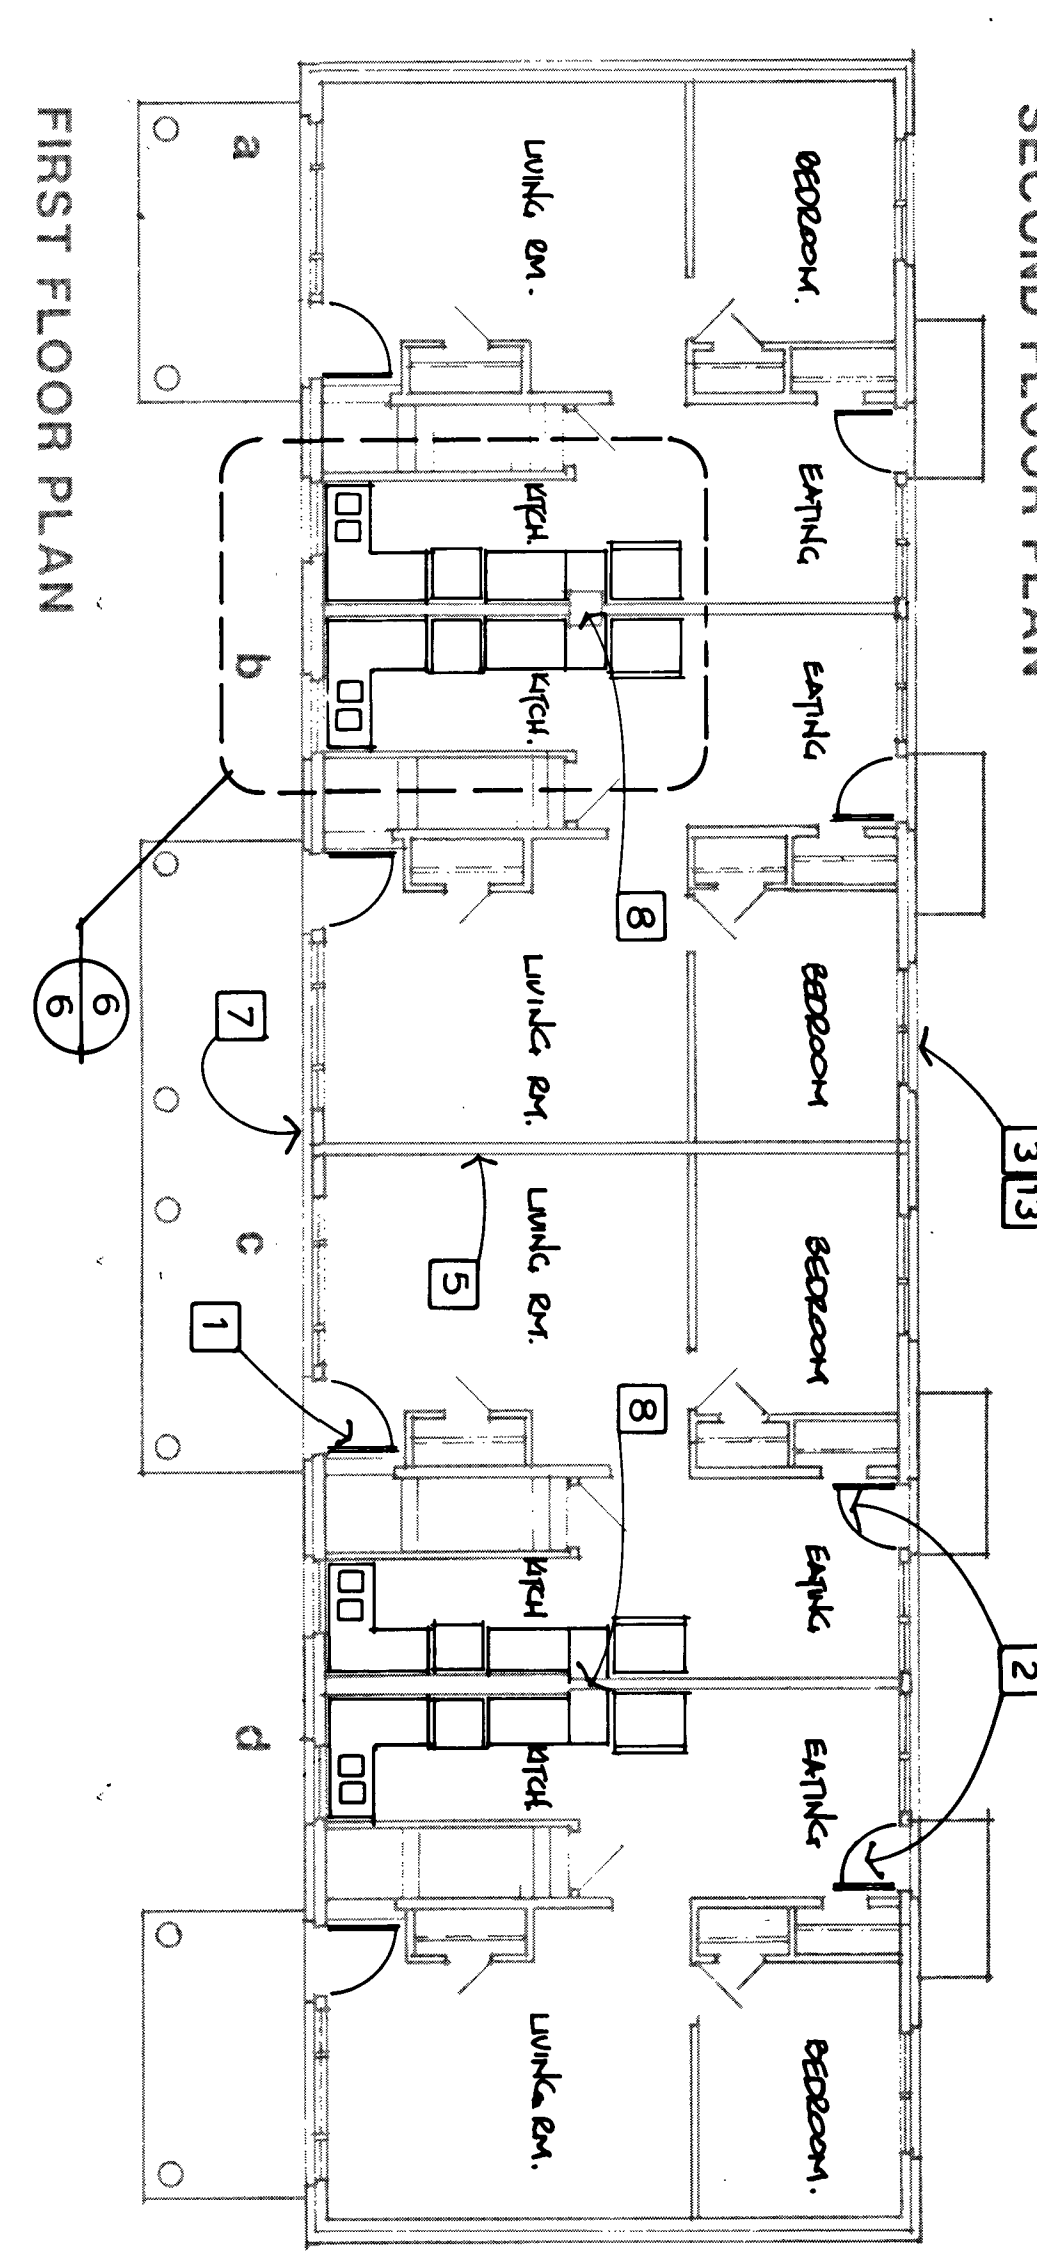 SECOND FLOOR PLAN
3 13 2
BEDROOM. EATING EATING BEDROOM BEDROOM EATING EATING BEDROOM.
8 8
LIVING RM. KITCH. KITCH. LIVING RM. LIVING RM. KITCH KITCH. LIVING RM.
5
7 1
a b c d
6
6
FIRST FLOOR PLAN